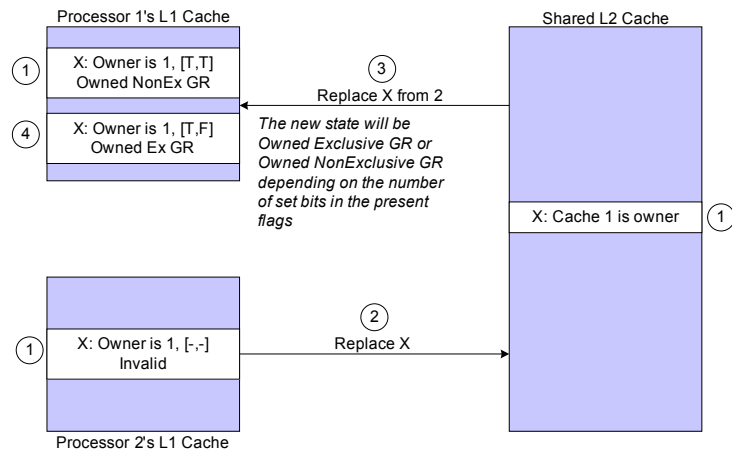 Processor 1's L1 Cache
Shared L2 Cache
1
X: Owner is 1, [T,T]
Owned NonEx GR
3
Replace X from 2
4
X: Owner is 1, [T,F]
Owned Ex GR
The new state will be
Owned Exclusive GR or
Owned NonExclusive GR
depending on the number
of set bits in the present
flags
X: Cache 1 is owner
1
2
Replace X
1
X: Owner is 1, [-,-]
Invalid
Processor 2's L1 Cache